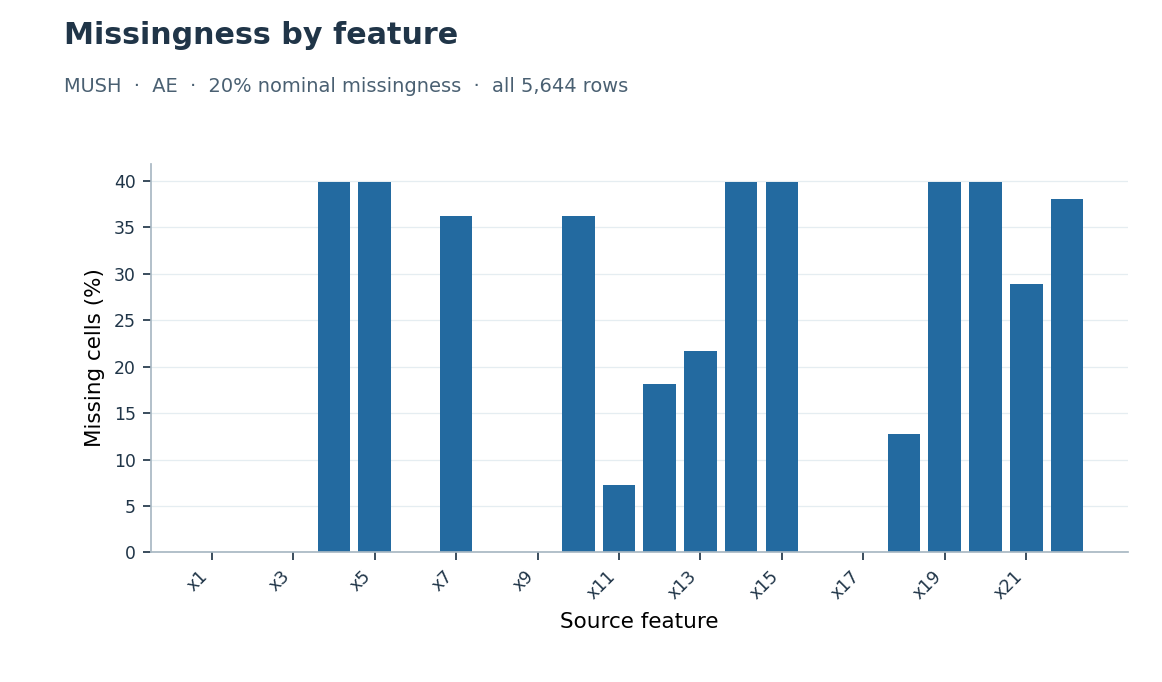 Missingness by feature
MUSH · AE · 20% nominal missingness · all 5,644 rows
Missing cells (%)
40
35
30
25
20
15
10
5
0
x1 x3 x5 x7 x9 x11 x13 x15 x17 x19 x21
Source feature